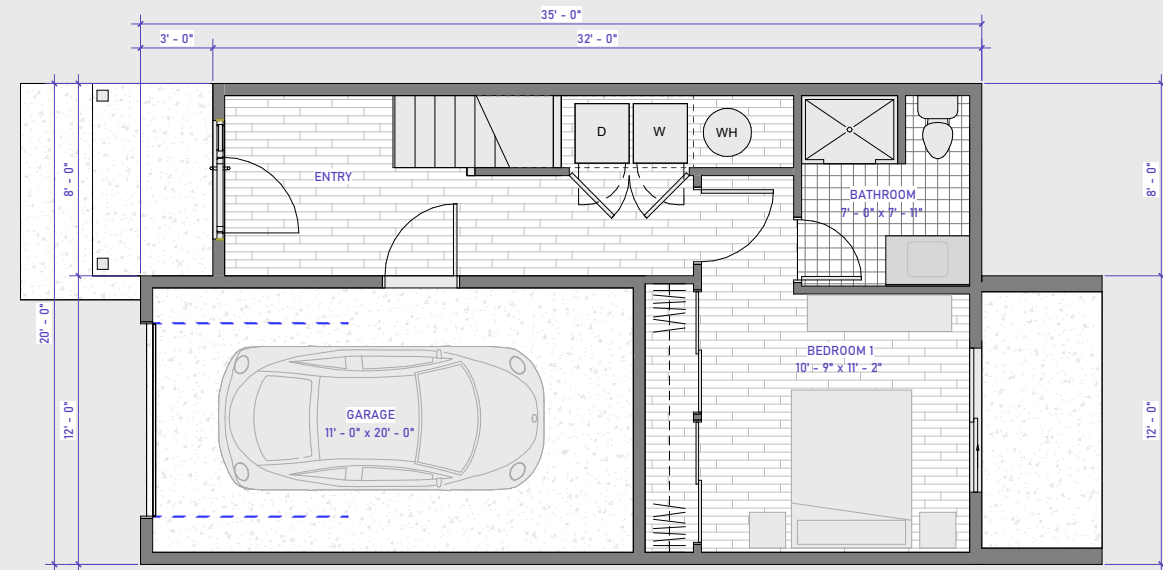 35' - 0"
3' - 0"
32' - 0"
D
W
WH
ENTRY
8' - 0"
8' - 0"
BATHROOM
7' - 0" x 7' - 11"
20' - 0"
BEDROOM 1
10' - 9" x 11' - 2"
GARAGE
11' - 0" x 20' - 0"
12' - 0"
12' - 0"